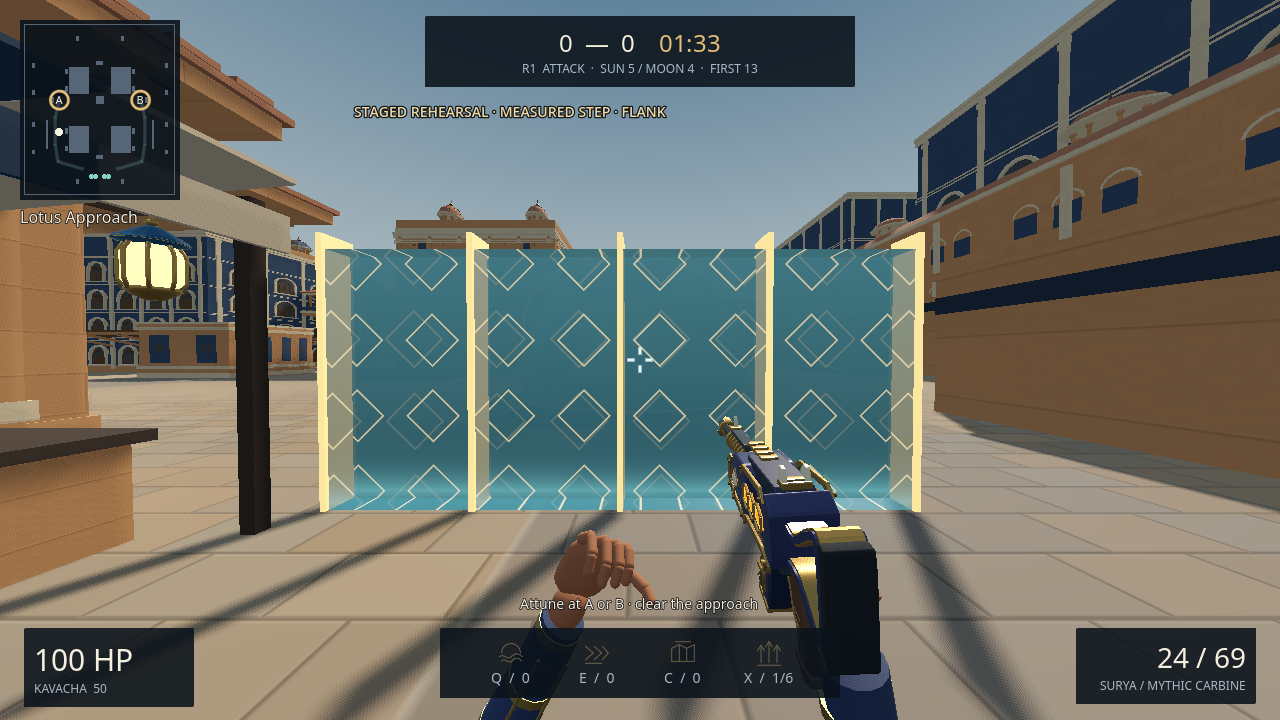 A
B
Lotus Approach
0 — 0 01:33
R1 ATTACK · SUN 5 / MOON 4 · FIRST 13
STAGED REHEARSAL · MEASURED STEP · FLANK
Attune at A or B · clear the approach
100 HP
KAVACHA 50
Q / 0
E / 0
C / 0
X / 1/6
24 / 69
SURYA / MYTHIC CARBINE